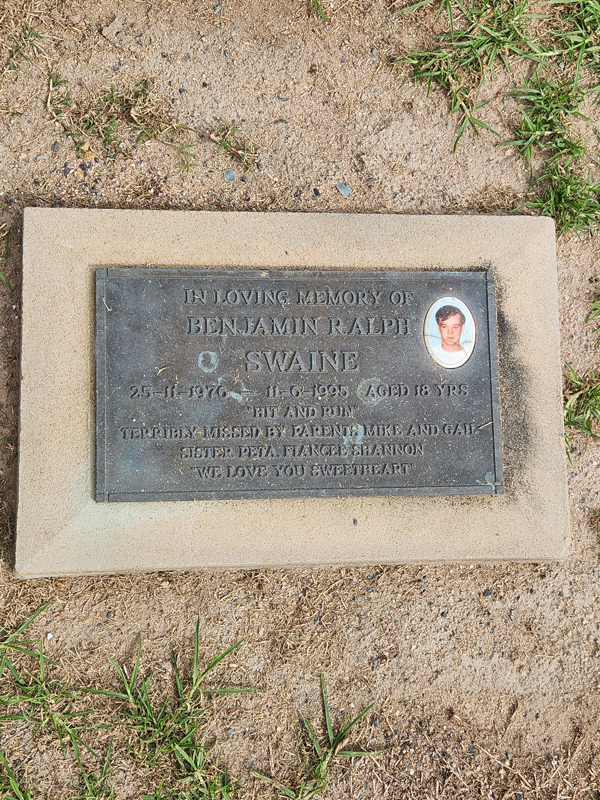 IN LOVING MEMORY OF
BENJAMIN RALPH
SWAINE
25-11-1976 - 11-6-1995 AGED 18 YRS
"HIT AND RUN"
TERRIBLY MISSED BY PARENTS MIKE AND GAIL
SISTER PETA, FIANCEE SHANNON
"WE LOVE YOU SWEETHEART"